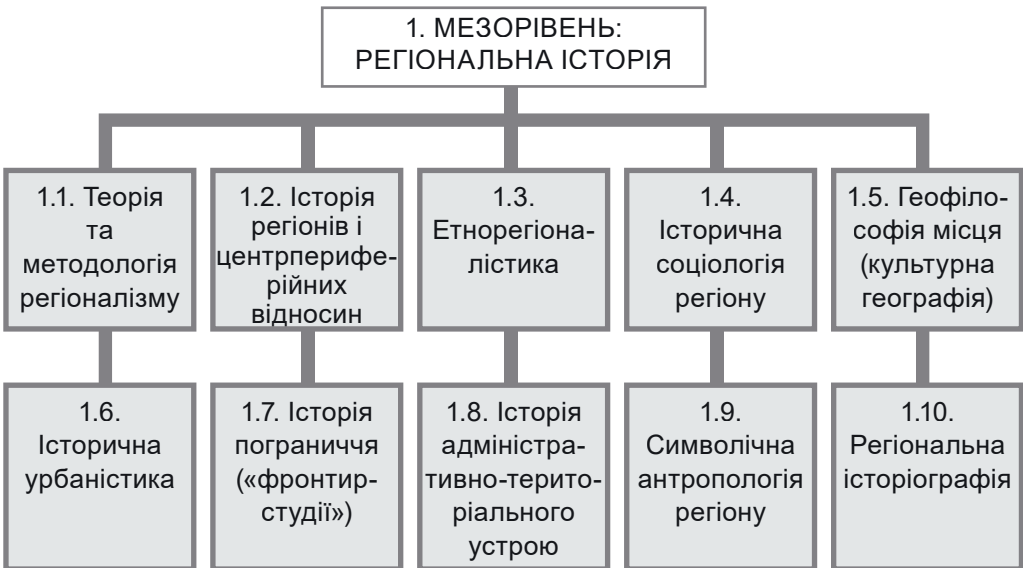 1. МЕЗОРІВЕНЬ:
РЕГІОНАЛЬНА ІСТОРІЯ
1.1. Теорія
та
методологія
регіоналізму
1.2. Історія
регіонів і
центрперифе-
рійних
відносин
1.3.
Етнорегіона-
лістика
1.4.
Історична
соціологія
регіону
1.5. Геофіло-
софія місця
(культурна
географія)
1.6.
Історична
урбаністика
1.7. Історія
пограниччя
(«фронтир-
студії»)
1.8. Історія
адміністра-
тивно-терито-
ріального
устрою
1.9.
Символічна
антропологія
регіону
1.10.
Регіональна
історіографія